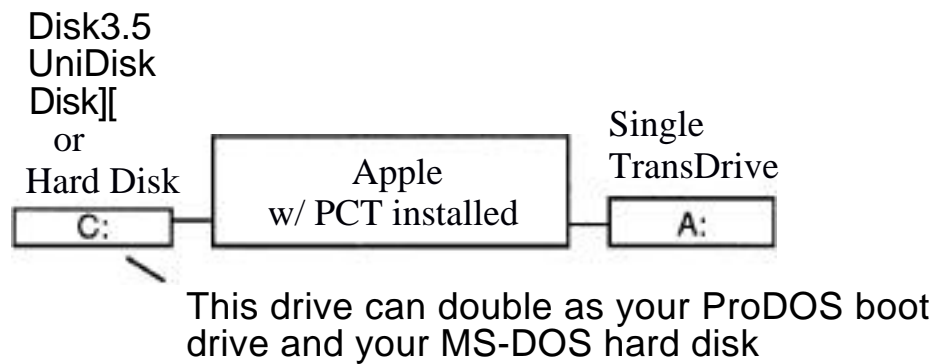 Disk3.5
UniDisk
Disk][
or
Hard Disk
C:
Apple
w/ PCT installed
Single
TransDrive
A:
This drive can double as your ProDOS boot
drive and your MS-DOS hard disk